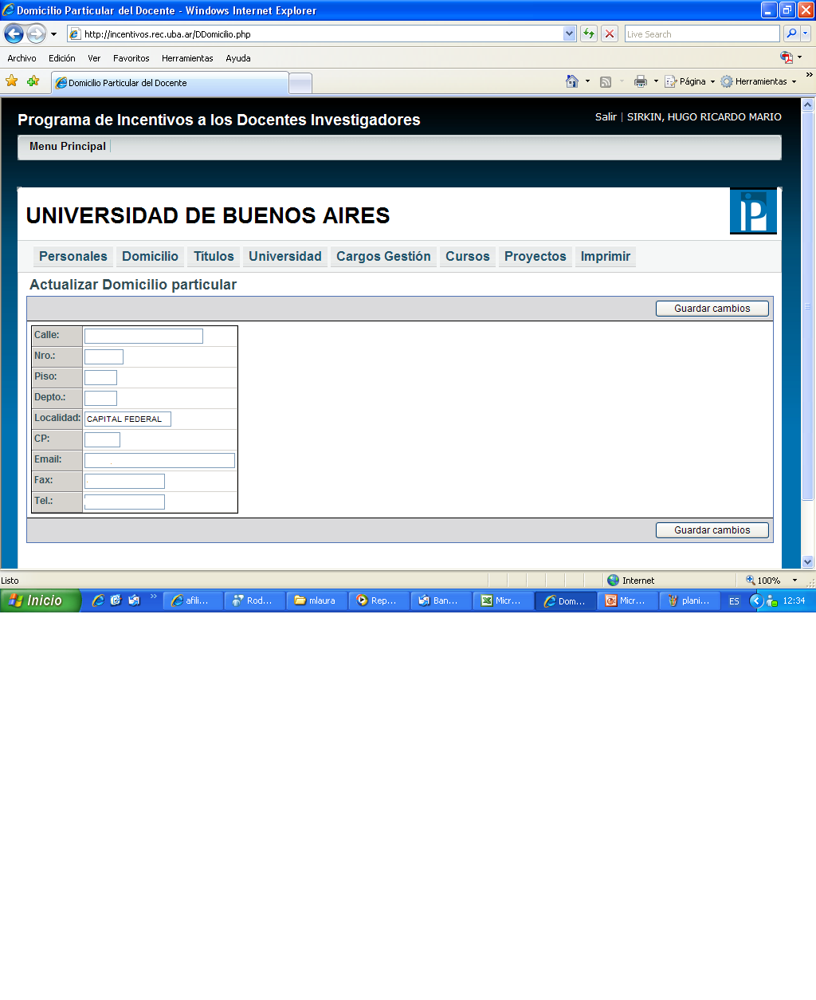 Domicilio Particular del Docente - Windows Internet Explorer
http://incentivos.rec.uba.ar/DDomicilio.php
Live Search
Archivo Edición Ver Favoritos Herramientas Ayuda
Domicilio Particular del Docente
Página Herramientas »
Programa de Incentivos a los Docentes Investigadores
Salir | SIRKIN, HUGO RICARDO MARIO
Menu Principal
UNIVERSIDAD DE BUENOS AIRES
iP
Personales Domicilio Titulos Universidad Cargos Gestión Cursos Proyectos Imprimir
Actualizar Domicilio particular
Guardar cambios
Calle:
Nro.:
Piso:
Depto.:
Localidad: CAPITAL FEDERAL
CP:
Email:
Fax:
Tel.:
Guardar cambios
Listo
Internet
100%
Inicio
»
afili...
Rod...
mlaura
Rep...
Ban...
Micr...
Dom...
Micr...
plani...
ES
12:34